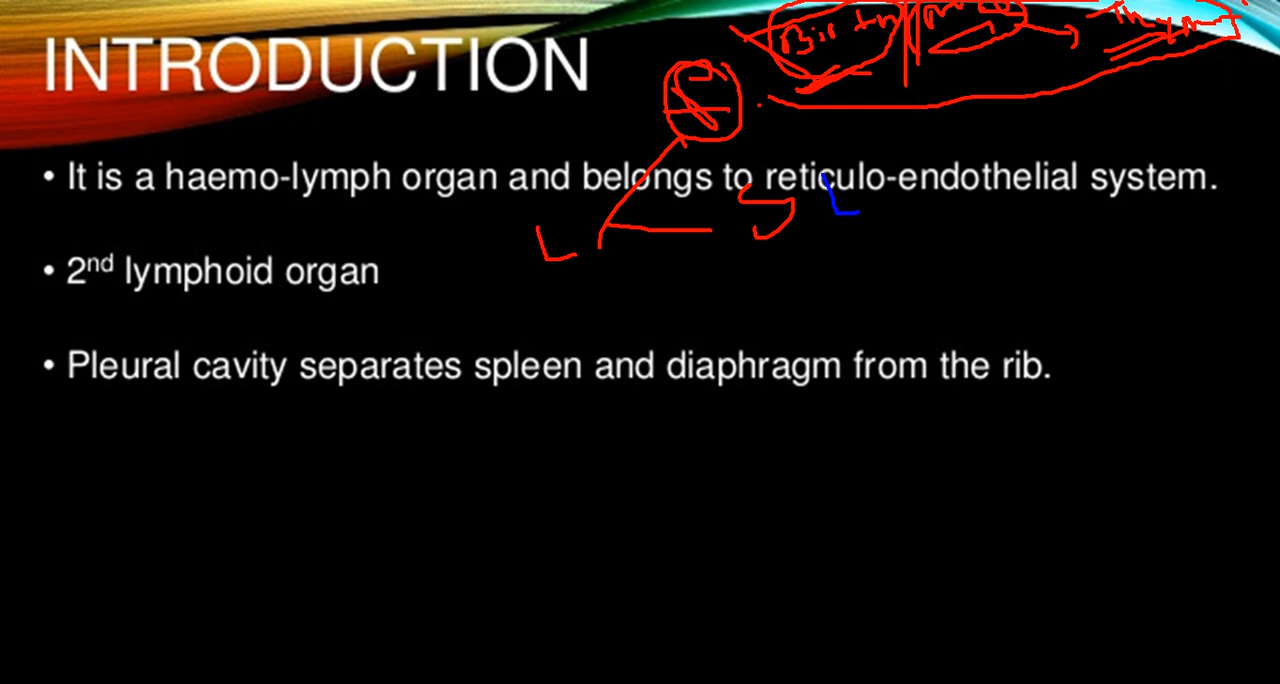 INTRODUCTION
• It is a haemo-lymph organ and belongs to reticulo-endothelial system.
L S L
• 2nd lymphoid organ
• Pleural cavity separates spleen and diaphragm from the rib.